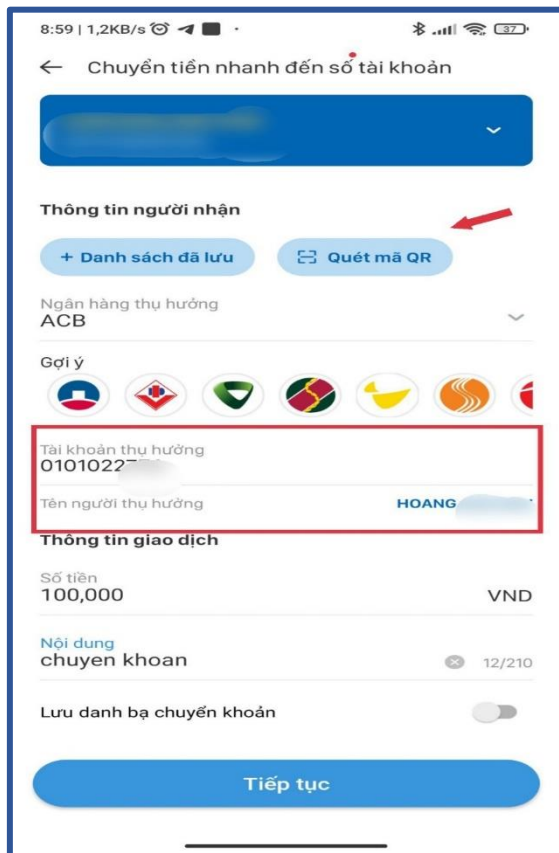 8:59 | 1,2KB/s
37
Chuyển tiền nhanh đến số tài khoản
Thông tin người nhận
+ Danh sách đã lưu
Quét mã QR
Ngân hàng thụ hưởng
ACB
Gợi ý
Tài khoản thụ hưởng
0101022
Tên người thụ hưởng HOANG
Thông tin giao dịch
Số tiền
100,000 VND
Nội dung
chuyen khoan 12/210
Lưu danh bạ chuyển khoản
Tiếp tục